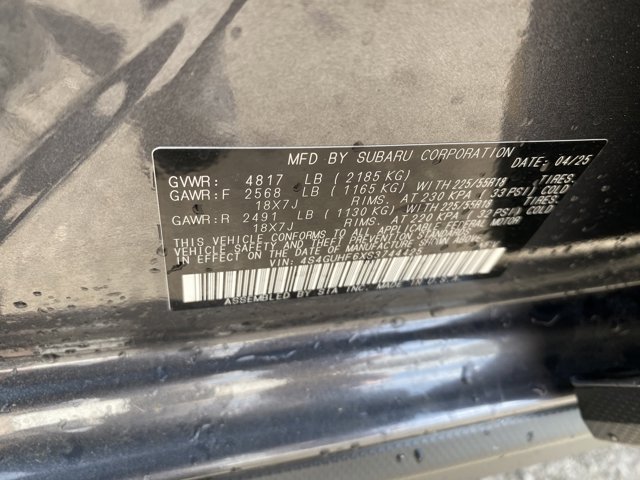 MFD BY SUBARU CORPORATION DATE: 04/25
GVWR: 4817 LB (2185 KG)
GAWR:F 2568 LB (1165 KG) WITH 225/55R18 TIRES,
18X7J RIMS, AT 230 KPA (33 PSI) COLD
GAWR:R 2491 LB (1130 KG) WITH 225/55R18 TIRES,
18X7J RIMS, AT 220 KPA (32 PSI) COLD
THIS VEHICLE CONFORMS TO ALL APPLICABLE FEDERAL MOTOR
VEHICLE SAFETY AND THEFT PREVENTION STANDARDS IN EFFECT
ON THE DATE OF MANUFACTURE SHOWN ABOVE.
VIN:
ASSEMBLED BY SIA INC. MADE IN U.S.A.